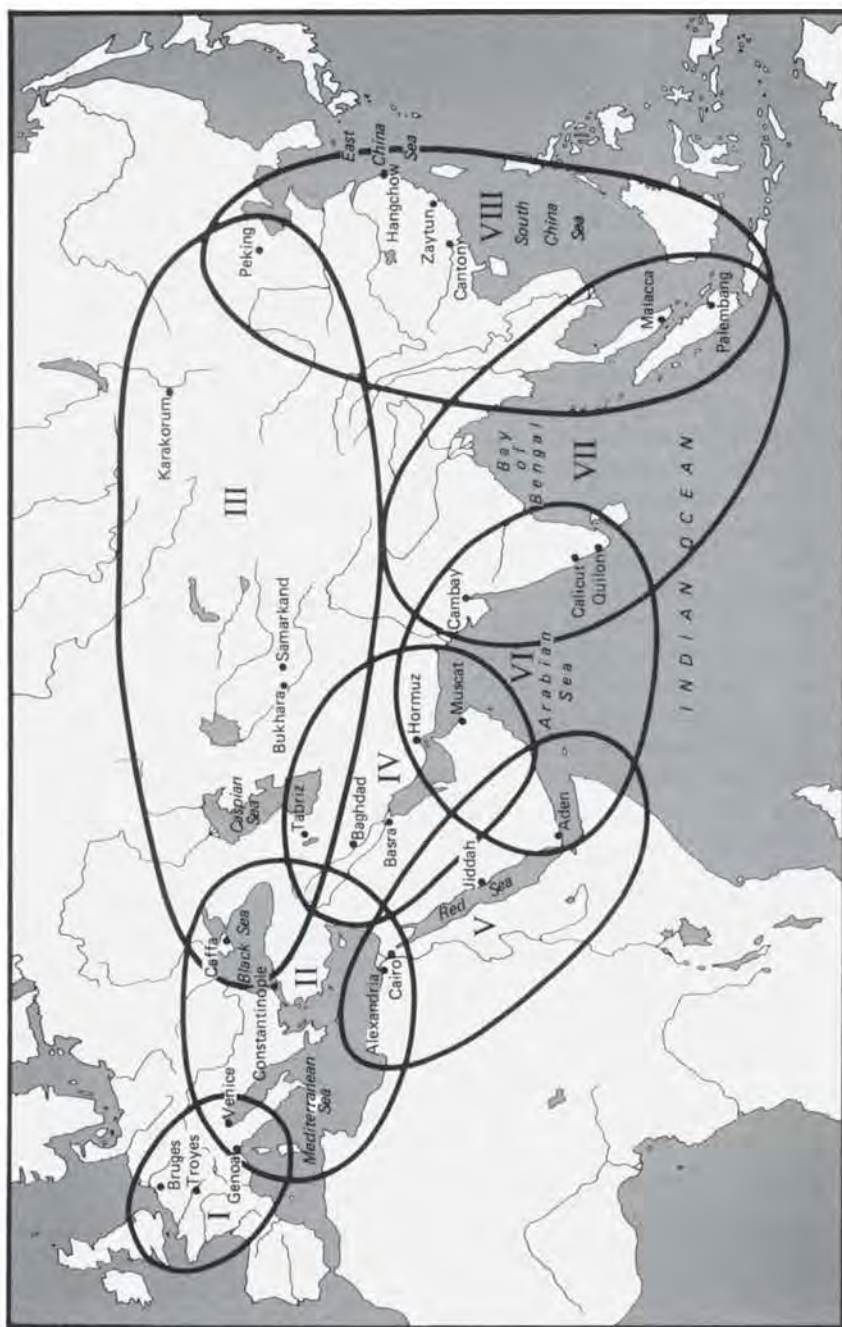 Bruges
Troyes
I
Genoa
Venice
Mediterranean
Sea
Constantinople
II
Caffa
Black Sea
Alexandria
Cairo
Caspian
Sea
Tabriz
Baghdad
Basra
IV
Hormuz
Muscat
Jiddah
Red
Sea
V
Aden
Bukhara
Samarkand
III
Karakorum
Arabian
Sea
VI
Cambay
Calicut
Quilon
INDIAN OCEAN
Bay
of
Bengal
VII
Peking
Hangchow
Zaytun
Canton
East
China
Sea
VIII
South
China
Sea
Malacca
Palembang